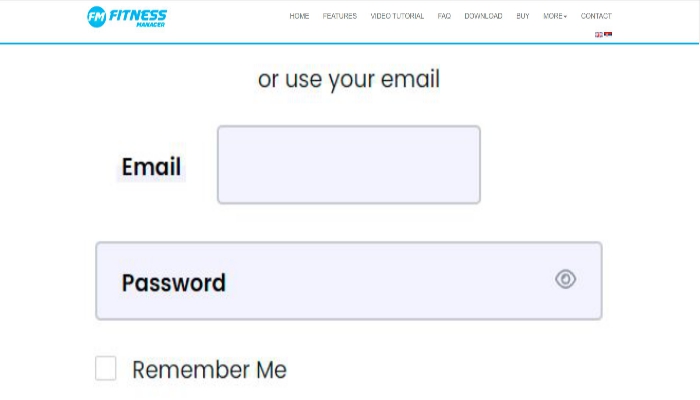 FM FITNESS
MANAGER
HOME FEATURES VIDEO TUTORIAL FAQ DOWNLOAD BUY MORE CONTACT
or use your email
Email
Password
Remember Me